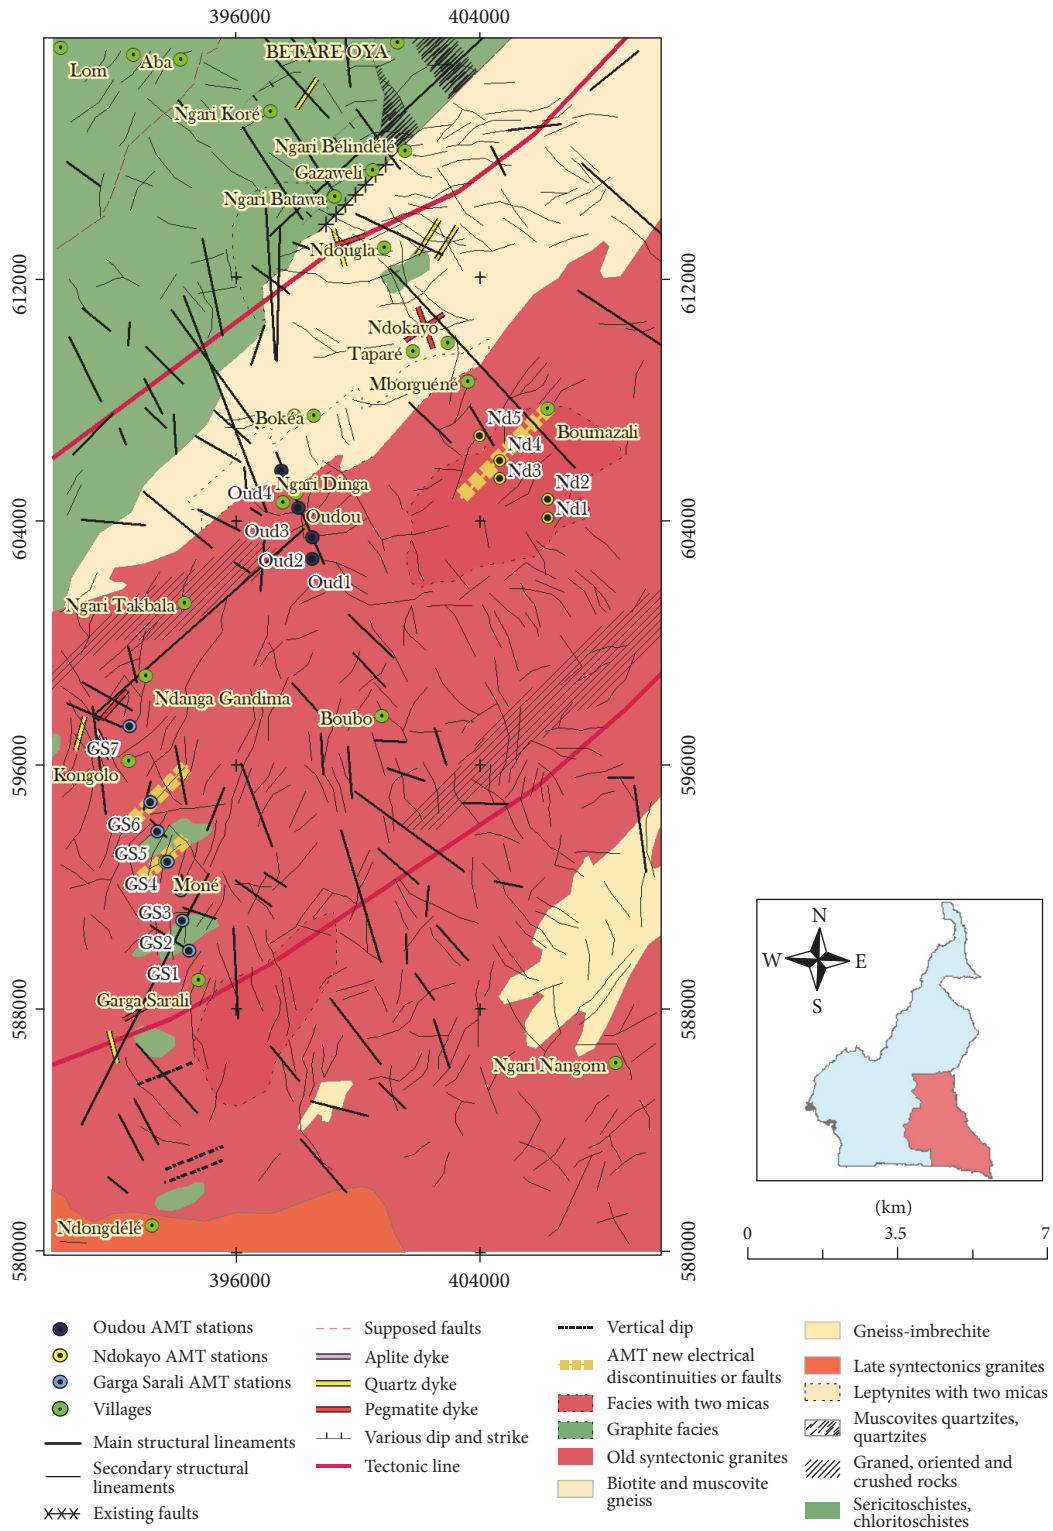 396000
404000
BETARE OYA
Lom
Aba
Ngari Koré
Ngari Bélindélé
Gazaweli
Ngari Batawa
Ndougla
612000
612000
Ndokayo
Taparé
Mborguéné
Bokéa
Nd5
Boumazali
Nd4
Nd3
Ngari Dinga
Oud4
Nd2
Oudou
Nd1
604000
604000
Oud3
Oud2
Oud1
Ngari Takbala
Ndanga Gandima
Boubo
GS7
596000
596000
Kongolo
GS6
GS5
GS4
Moné
GS3
GS2
GS1
Garga Sarali
588000
588000
Ngari Nangom
Ndongdélé
580000
580000
396000
404000
N
W
E
S
(km)
0
3.5
7
Oudou AMT stations
Ndokayo AMT stations
Garga Sarali AMT stations
Villages
Main structural lineaments
Secondary structural
lineaments
Existing faults
Supposed faults
Aplite dyke
Quartz dyke
Pegmatite dyke
Various dip and strike
Tectonic line
Vertical dip
AMT new electrical
discontinuities or faults
Facies with two micas
Graphite facies
Old syntectonic granites
Biotite and muscovite
gneiss
Gneiss-imbrechite
Late syntectonics granites
Leptynites with two micas
Muscovites quartzites,
quartzites
Graned, oriented and
crushed rocks
Sericitoschistes,
chloritoschistes